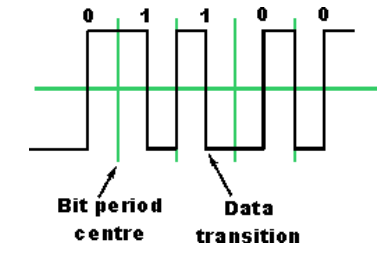 0 1 1 0 0
Bit period
centre
Data
transition